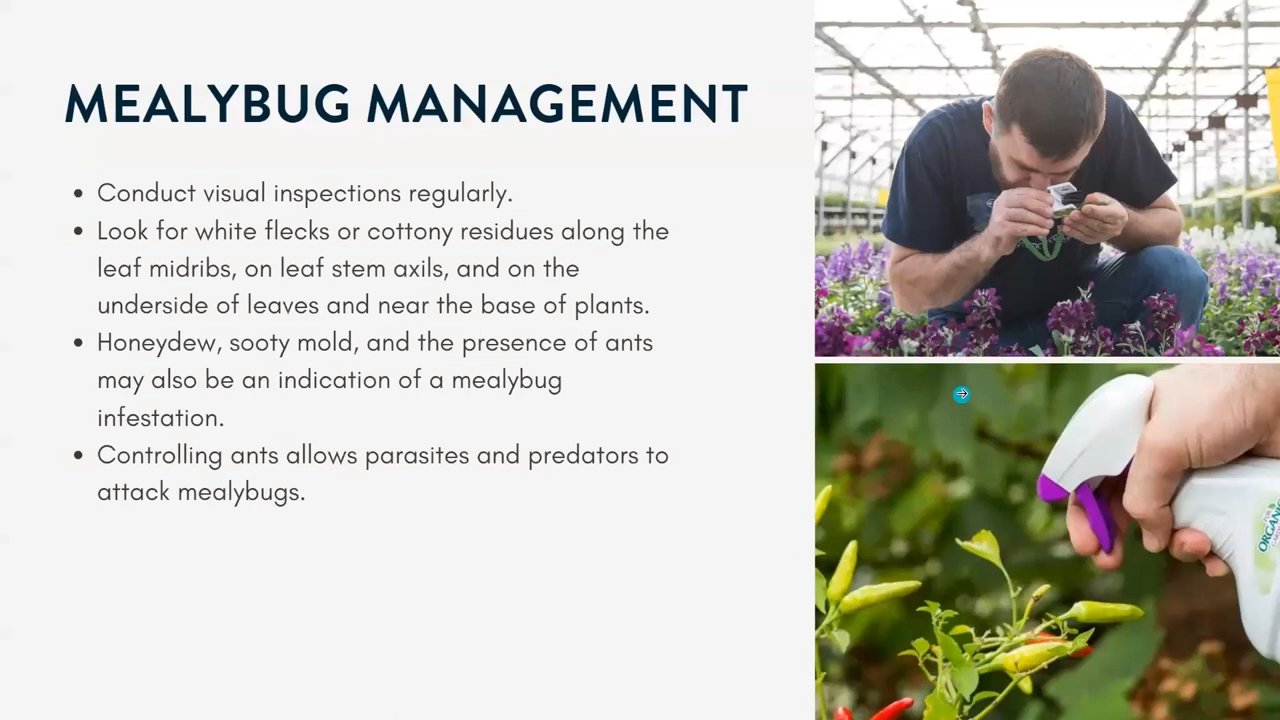 MEALYBUG MANAGEMENT
• Conduct visual inspections regularly.
• Look for white flecks or cottony residues along the
leaf midribs, on leaf stem axils, and on the
underside of leaves and near the base of plants.
• Honeydew, sooty mold, and the presence of ants
may also be an indication of a mealybug
infestation.
• Controlling ants allows parasites and predators to
attack mealybugs.
ORGANIC